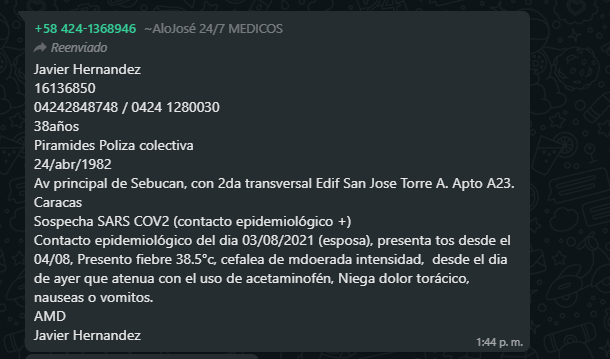 +58 424-1368946 ~AloJosé 24/7 MEDICOS
Reenviado
Javier Hernandez
16136850
04242848748 / 0424 1280030
38años
Piramides Poliza colectiva
24/abr/1982
Av principal de Sebucan, con 2da transversal Edif San Jose Torre A. Apto A23.
Caracas
Sospecha SARS COV2 (contacto epidemiológico +)
Contacto epidemiológico del dia 03/08/2021 (esposa), presenta tos desde el
04/08, Presento fiebre 38.5°c, cefalea de mdoerada intensidad, desde el dia
de ayer que atenua con el uso de acetaminofén, Niega dolor torácico,
nauseas o vomitos.
AMD
Javier Hernandez
1:44 p. m.